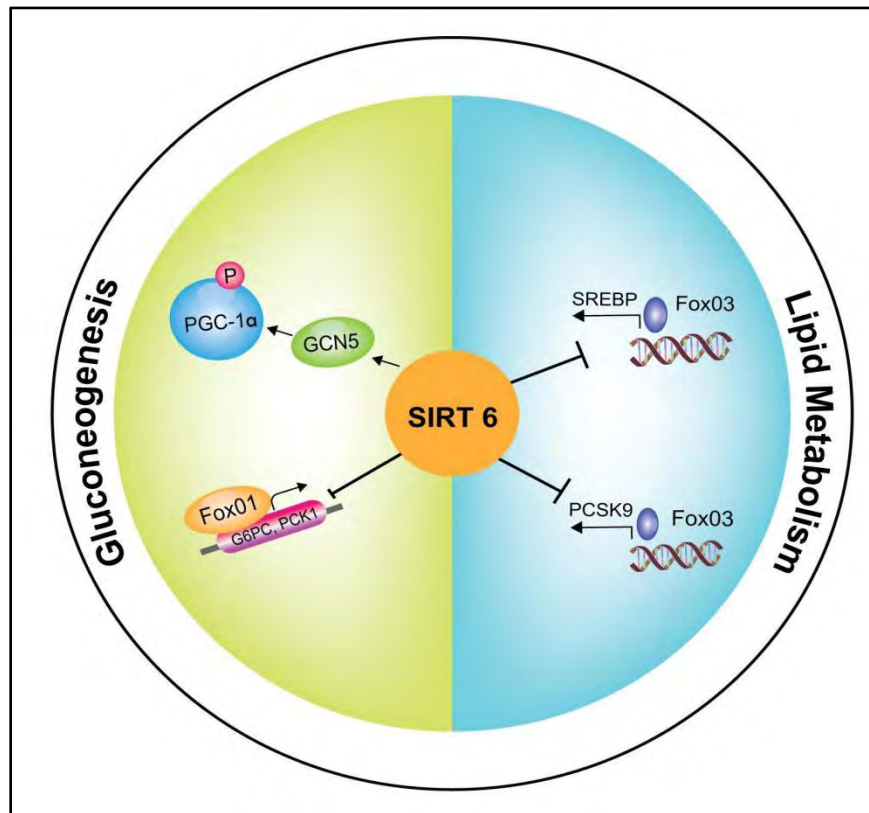 Gluconeogenesis
P
PGC-1α
GCN5
SIRT 6
Fox01
G6PC, PCK1
SREBP
Fox03
PCSK9
Fox03
Lipid Metabolism